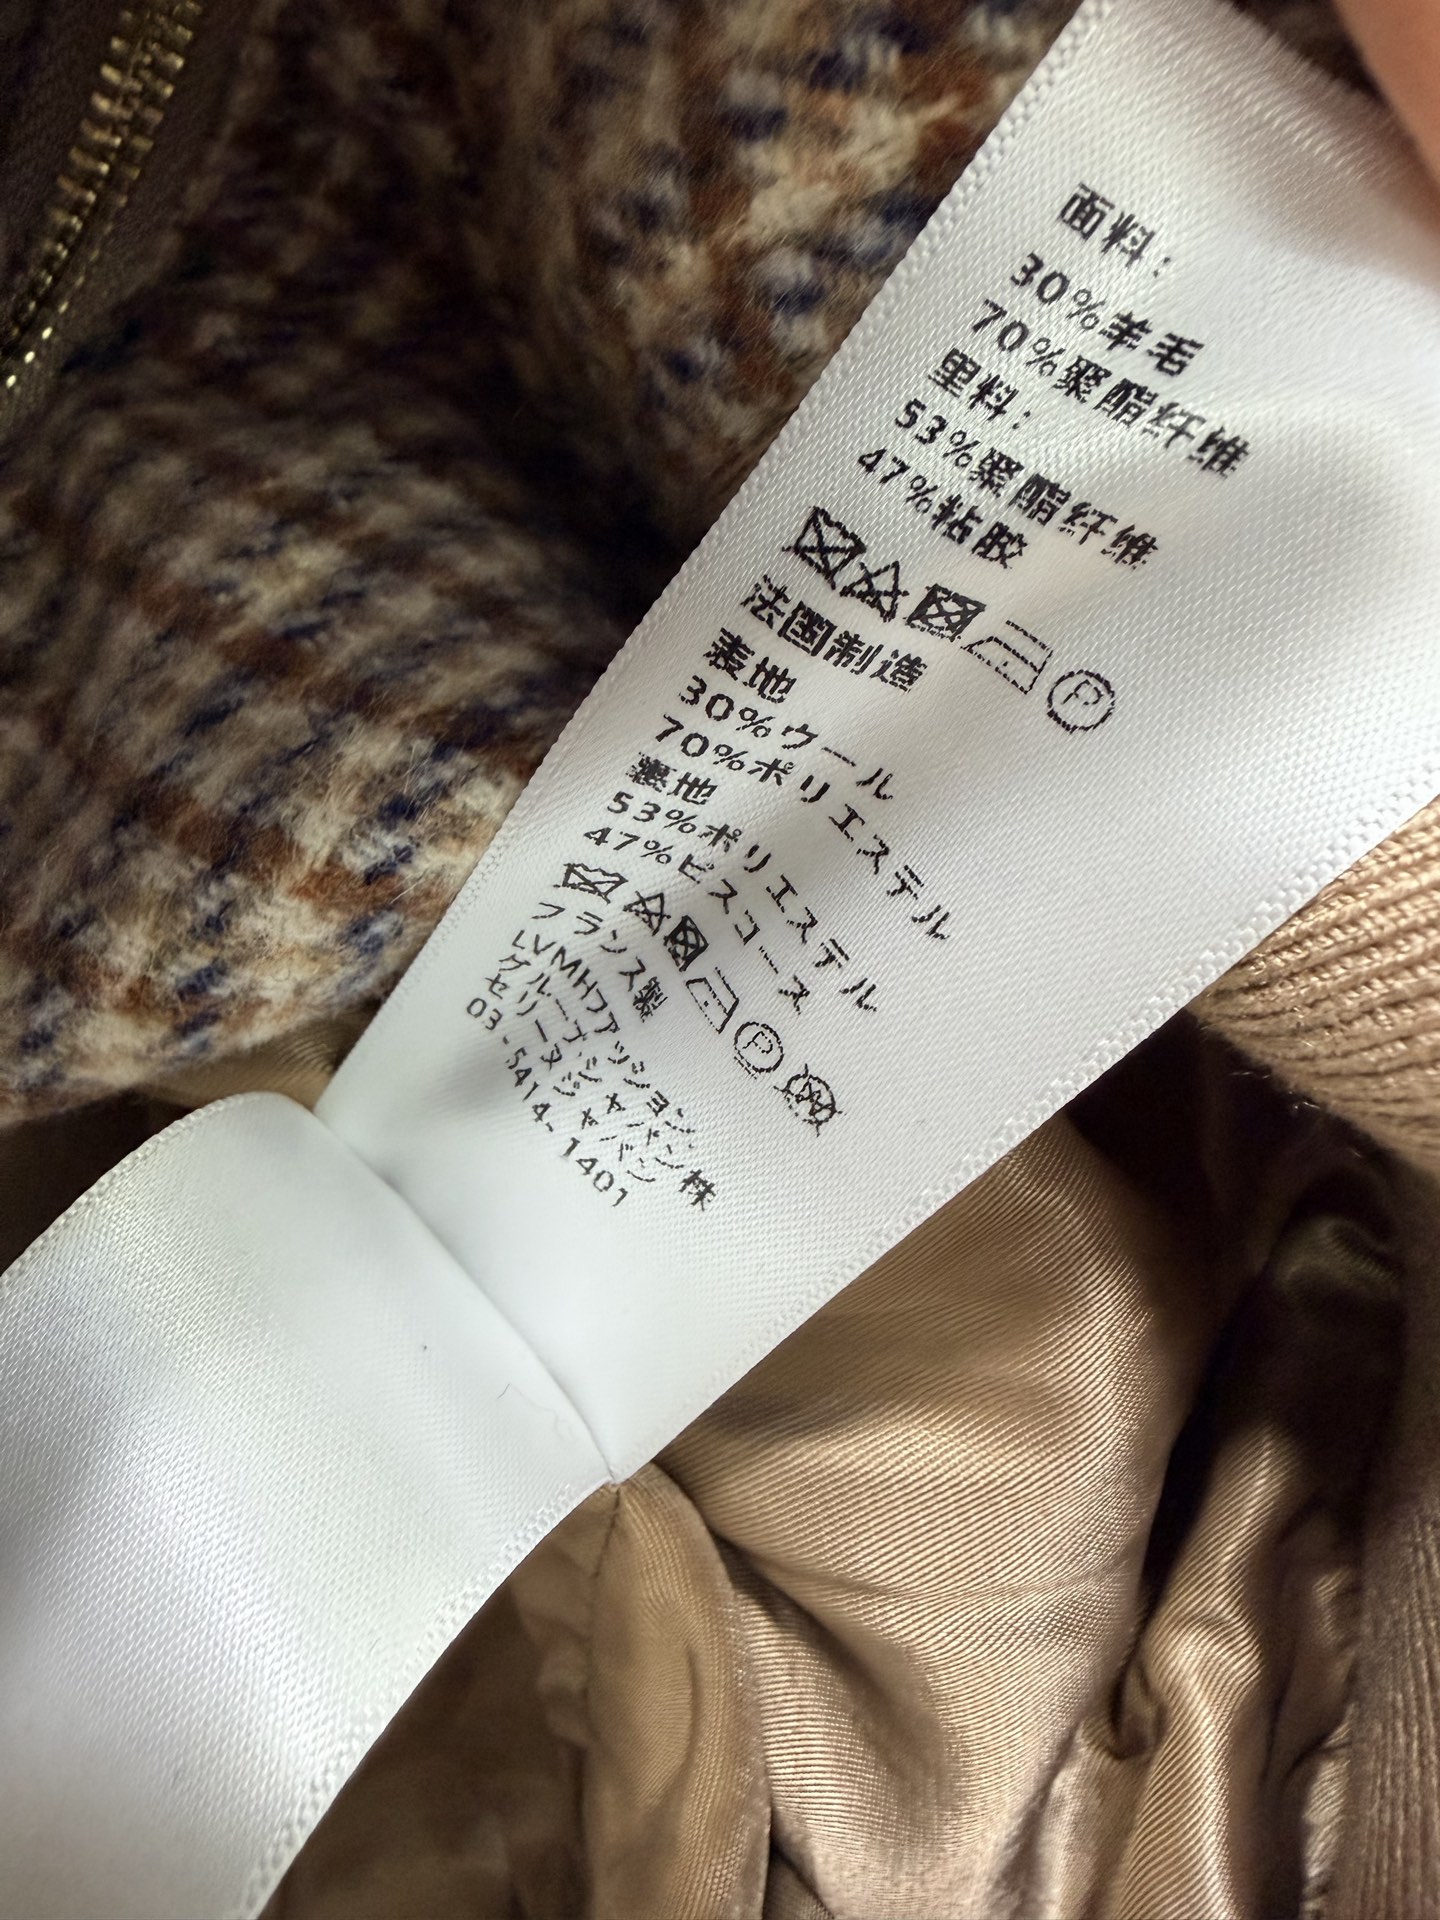 面料：
30%羊毛
70%聚酯纤维
里料：
53%聚酯纤维
47%粘胶
P
法国制造
表地
30%ウール
70%ポリエステル
裏地
53%ポリエステル
47%ビスコース
P
W
フランス製
LVMHファッション.
グループジャパン株
セリーヌジャパン
03-5414-1401